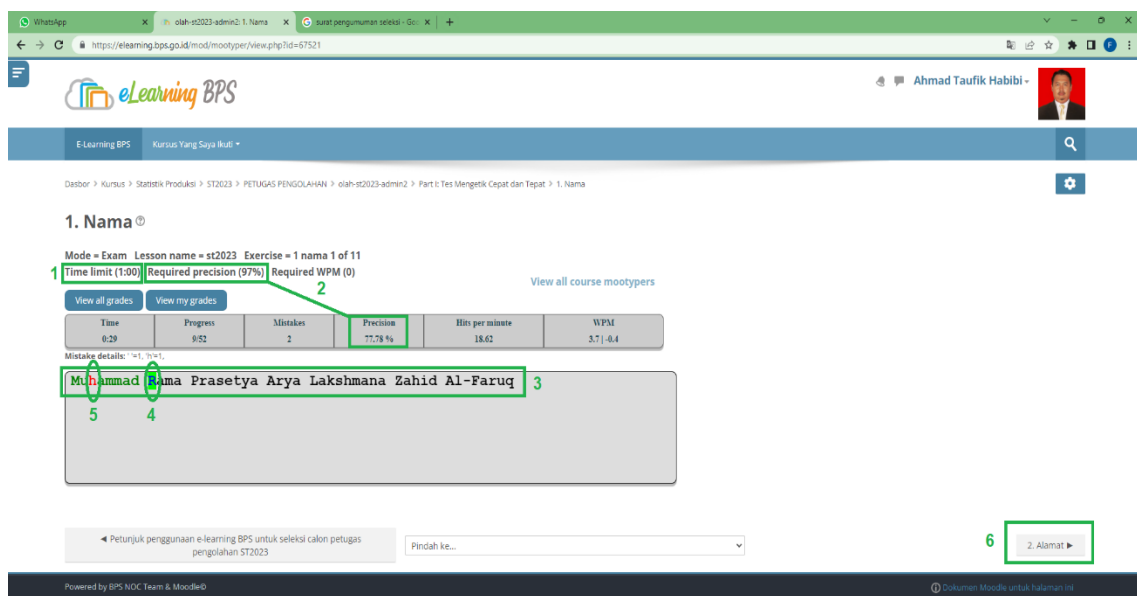 WhatsApp
olah-st2023-admin2: 1. Nama
surat pengumuman seleksi - Goo
https://elearning.bps.go.id/mod/mootyper/view.php?id=67521
F
eLearning BPS
Ahmad Taufik Habibi
E-Learning BPS Kursus Yang Saya Ikuti
Dasbor > Kursus > Statistik Produksi > ST2023 > PETUGAS PENGOLAHAN > olah-st2023-admin2 > Part I: Tes Mengetik Cepat dan Tepat > 1. Nama
1. Nama
Mode = Exam Lesson name = st2023 Exercise = 1 nama 1 of 11
1 Time limit (1:00) Required precision (97%) Required WPM (0)
2
View all course mootypers
View all grades View my grades
Time Progress Mistakes Precision Hits per minute WPM
0:29 9/52 2 77.78 % 18.62 3.7 | -0.4
Mistake details: ' '=1, 'h'=1,
Muhammad Rama Prasetya Arya Lakshmana Zahid Al-Faruq 3
5 4
◄ Petunjuk penggunaan e-learning BPS untuk seleksi calon petugas
pengolahan ST2023
Pindah ke...
6
2. Alamat ►
Powered by BPS NOC Team & Moodle©
Dokumen Moodle untuk halaman ini